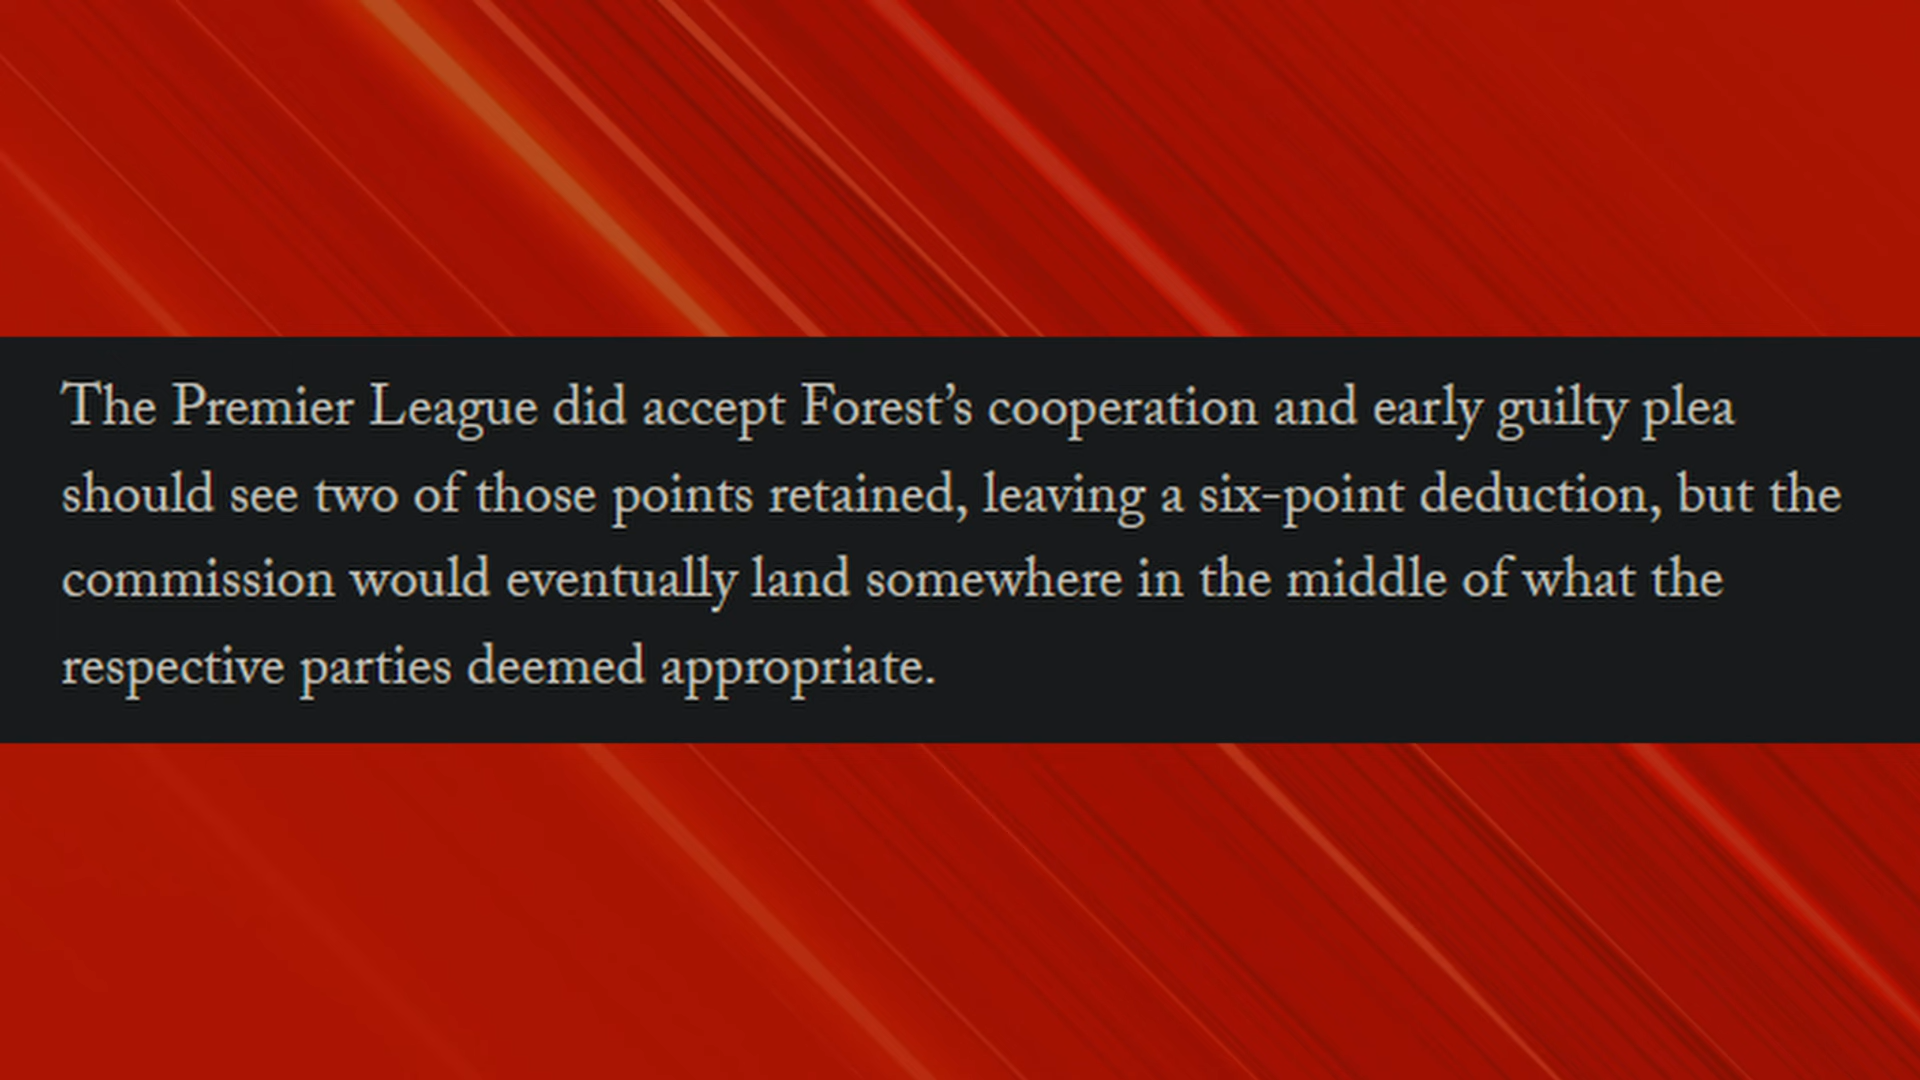 The Premier League did accept Forest’s cooperation and early guilty plea
should see two of those points retained, leaving a six-point deduction, but the
commission would eventually land somewhere in the middle of what the
respective parties deemed appropriate.